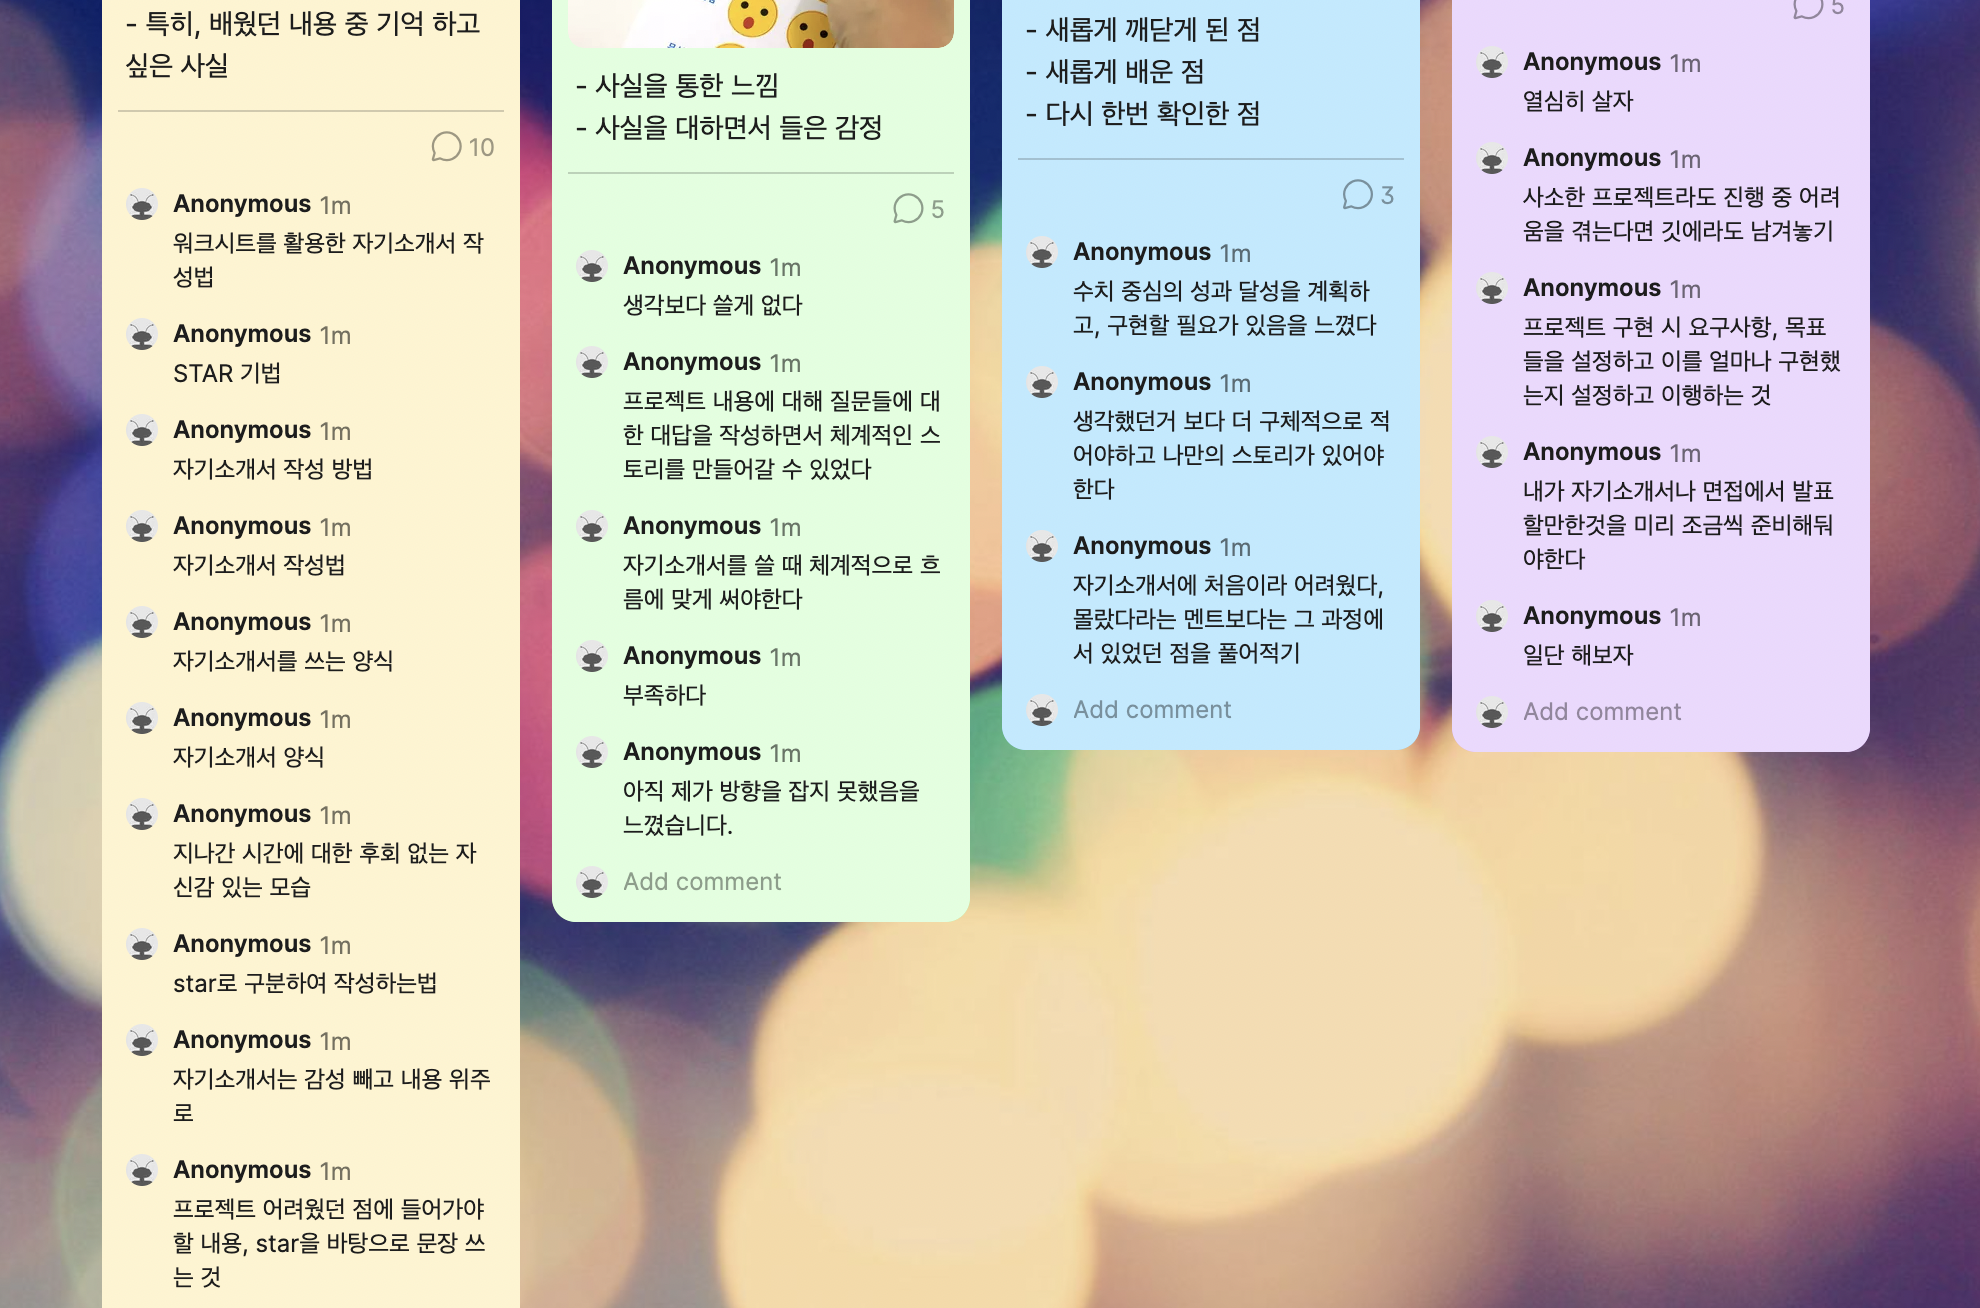 - 특히, 배웠던 내용 중 기억 하고
싶은 사실
10
Anonymous 1m
워크시트를 활용한 자기소개서 작
성법
Anonymous 1m
STAR 기법
Anonymous 1m
자기소개서 작성 방법
Anonymous 1m
자기소개서 작성법
Anonymous 1m
자기소개서를 쓰는 양식
Anonymous 1m
자기소개서 양식
Anonymous 1m
지나간 시간에 대한 후회 없는 자
신감 있는 모습
Anonymous 1m
star로 구분하여 작성하는법
Anonymous 1m
자기소개서는 감성 빼고 내용 위주
로
Anonymous 1m
프로젝트 어려웠던 점에 들어가야
할 내용, star을 바탕으로 문장 쓰
는 것
- 사실을 통한 느낌
- 사실을 대하면서 들은 감정
5
Anonymous 1m
생각보다 쓸게 없다
Anonymous 1m
프로젝트 내용에 대해 질문들에 대
한 대답을 작성하면서 체계적인 스
토리를 만들어갈 수 있었다
Anonymous 1m
자기소개서를 쓸 때 체계적으로 흐
름에 맞게 써야한다
Anonymous 1m
부족하다
Anonymous 1m
아직 제가 방향을 잡지 못했음을
느꼈습니다.
Add comment
- 새롭게 깨닫게 된 점
- 새롭게 배운 점
- 다시 한번 확인한 점
3
Anonymous 1m
수치 중심의 성과 달성을 계획하
고, 구현할 필요가 있음을 느꼈다
Anonymous 1m
생각했던거 보다 더 구체적으로 적
어야하고 나만의 스토리가 있어야
한다
Anonymous 1m
자기소개서에 처음이라 어려웠다,
몰랐다라는 멘트보다는 그 과정에
서 있었던 점을 풀어적기
Add comment
5
Anonymous 1m
열심히 살자
Anonymous 1m
사소한 프로젝트라도 진행 중 어려
움을 겪는다면 깃에라도 남겨놓기
Anonymous 1m
프로젝트 구현 시 요구사항, 목표
들을 설정하고 이를 얼마나 구현했
는지 설정하고 이행하는 것
Anonymous 1m
내가 자기소개서나 면접에서 발표
할만한것을 미리 조금씩 준비해둬
야한다
Anonymous 1m
일단 해보자
Add comment